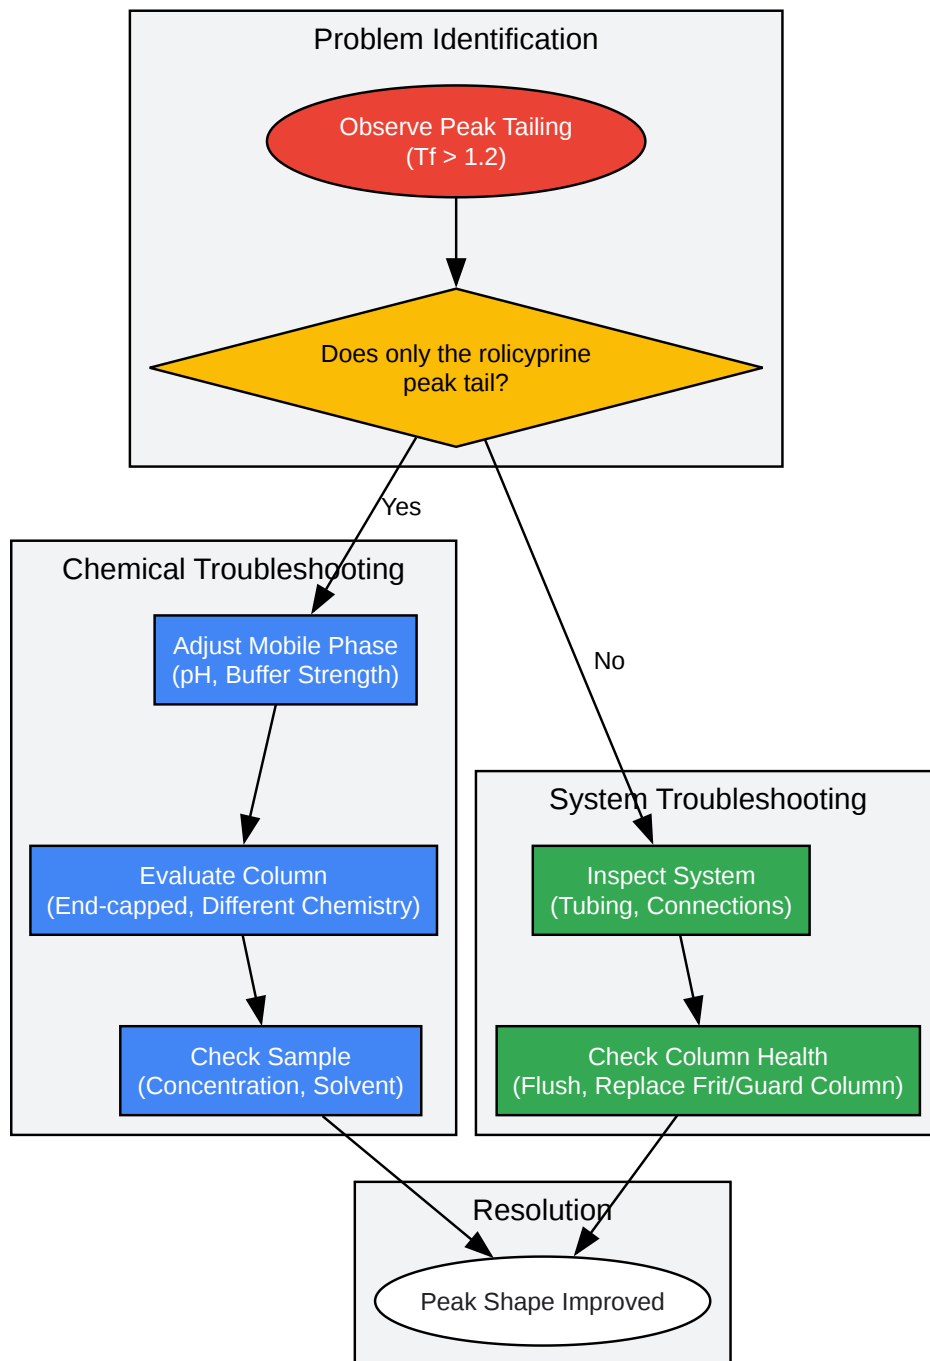 Problem Identification
Observe Peak Tailing
(Tf > 1.2)
Does only the rolicyprine
peak tail?
Yes
No
Chemical Troubleshooting
Adjust Mobile Phase
(pH, Buffer Strength)
Evaluate Column
(End-capped, Different Chemistry)
Check Sample
(Concentration, Solvent)
System Troubleshooting
Inspect System
(Tubing, Connections)
Check Column Health
(Flush, Replace Frit/Guard Column)
Resolution
Peak Shape Improved